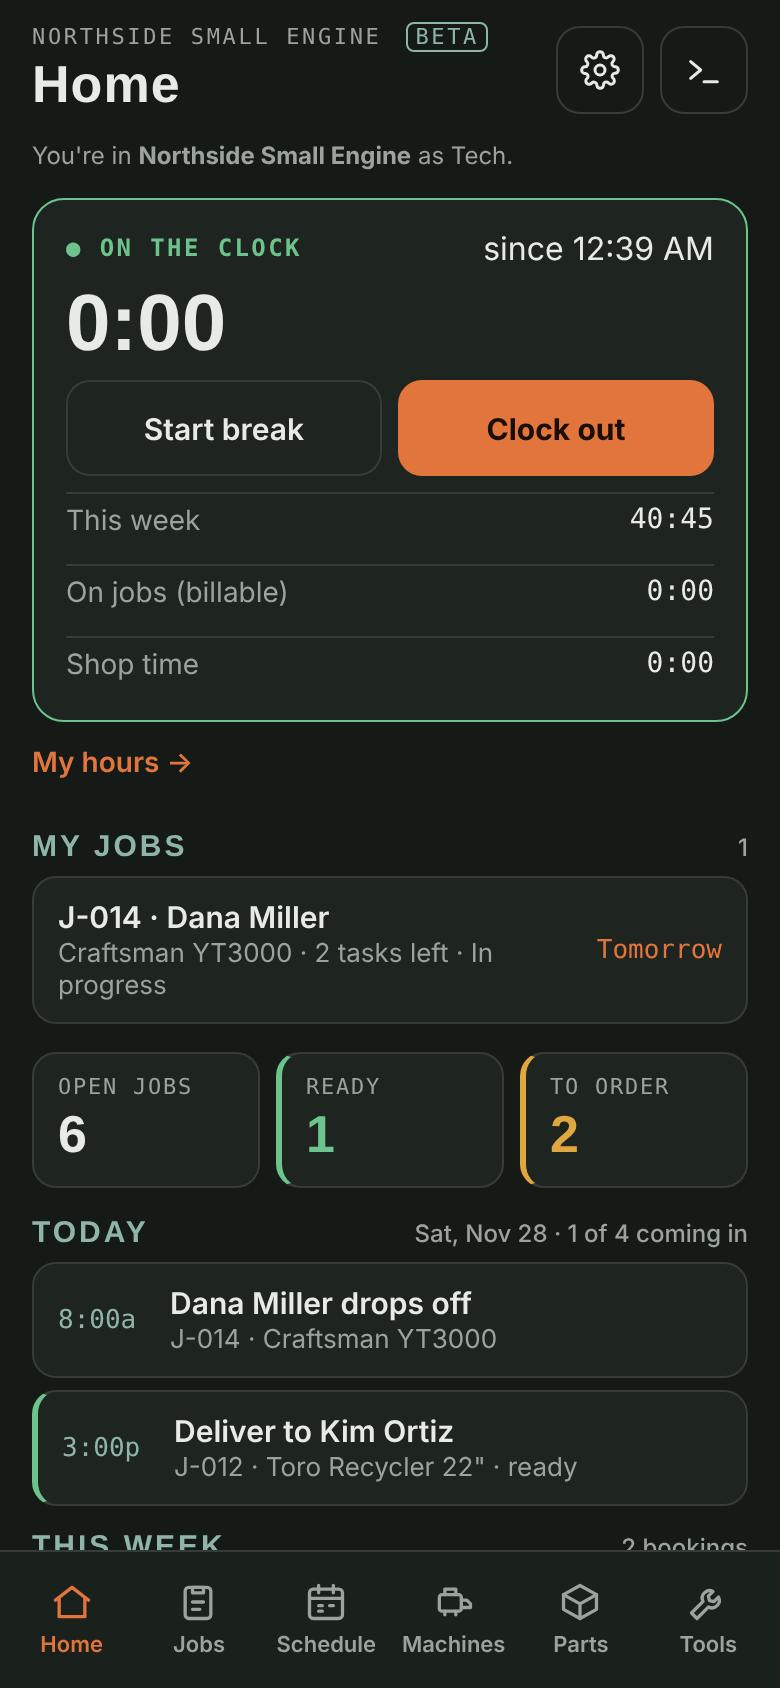 NORTHSIDE SMALL ENGINE BETA
Home
You're in Northside Small Engine as Tech.
ON THE CLOCK since 12:39 AM
0:00
Start break Clock out
This week 40:45
On jobs (billable) 0:00
Shop time 0:00
My hours →
MY JOBS 1
J-014 · Dana Miller
Craftsman YT3000 · 2 tasks left · In
progress
Tomorrow
OPEN JOBS READY TO ORDER
6 1 2
TODAY Sat, Nov 28 · 1 of 4 coming in
8:00a Dana Miller drops off
J-014 · Craftsman YT3000
3:00p Deliver to Kim Ortiz
J-012 · Toro Recycler 22" · ready
THIS WEEK 2 bookings
Home Jobs Schedule Machines Parts Tools